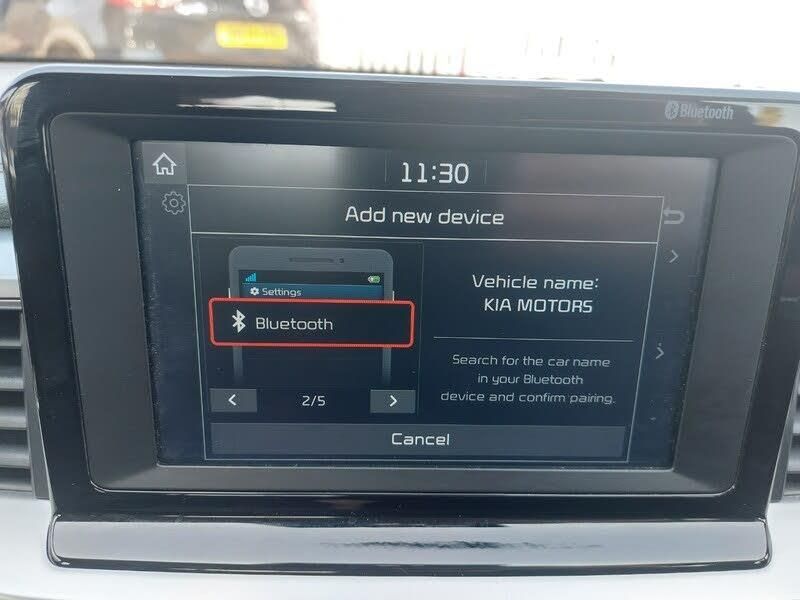 Bluetooth
11:30
Add new device
Settings
Bluetooth
2/5
Vehicle name:
KIA MOTORS
Search for the car name
in your Bluetooth
device and confirm pairing.
Cancel